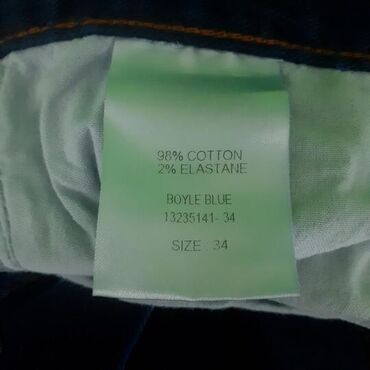 98% COTTON
2% ELASTANE
BOYLE BLUE
13235141- 34
SIZE : 34